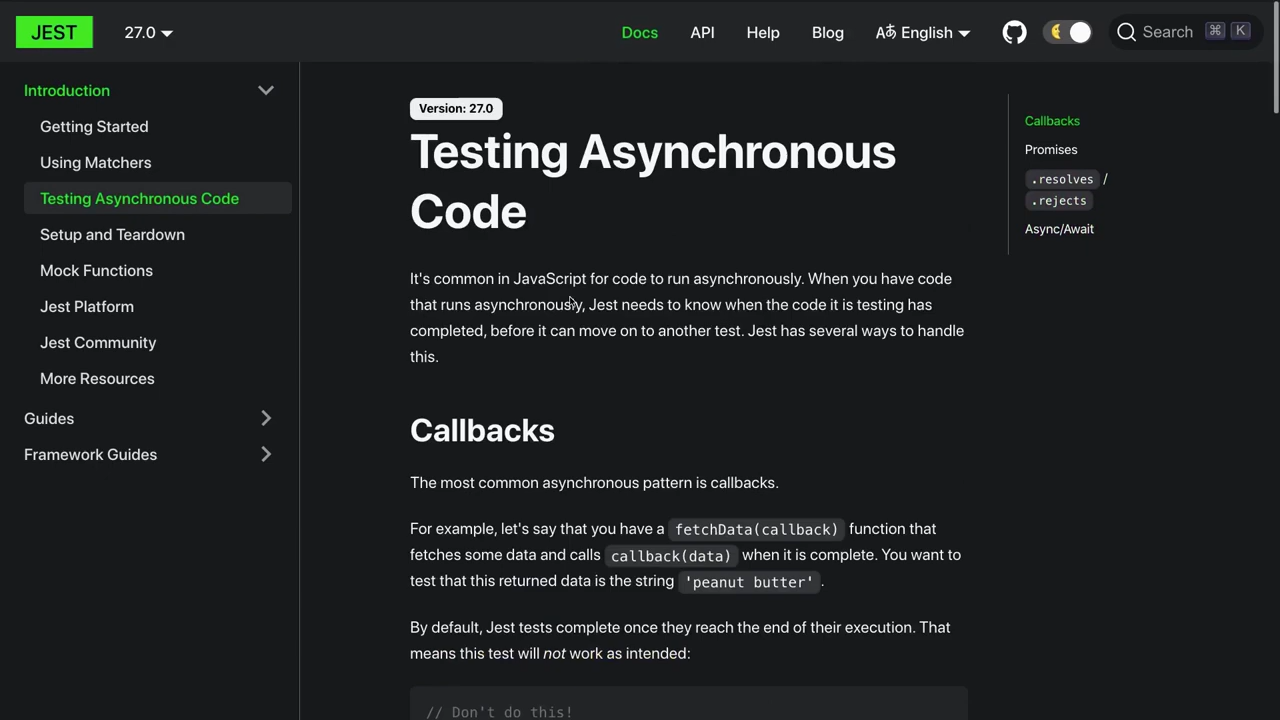 JEST
27.0
Docs
API
Help
Blog
Aあ English
Search
⌘ K
Introduction
Getting Started
Using Matchers
Testing Asynchronous Code
Setup and Teardown
Mock Functions
Jest Platform
Jest Community
More Resources
Guides
Framework Guides
Version: 27.0
Testing Asynchronous
Code
It's common in JavaScript for code to run asynchronously. When you have code
that runs asynchronously, Jest needs to know when the code it is testing has
completed, before it can move on to another test. Jest has several ways to handle
this.
Callbacks
The most common asynchronous pattern is callbacks.
For example, let's say that you have a fetchData(callback) function that
fetches some data and calls callback(data) when it is complete. You want to
test that this returned data is the string 'peanut butter'.
By default, Jest tests complete once they reach the end of their execution. That
means this test will not work as intended:
// Don't do this!
Callbacks
Promises
.resolves /
.rejects
Async/Await